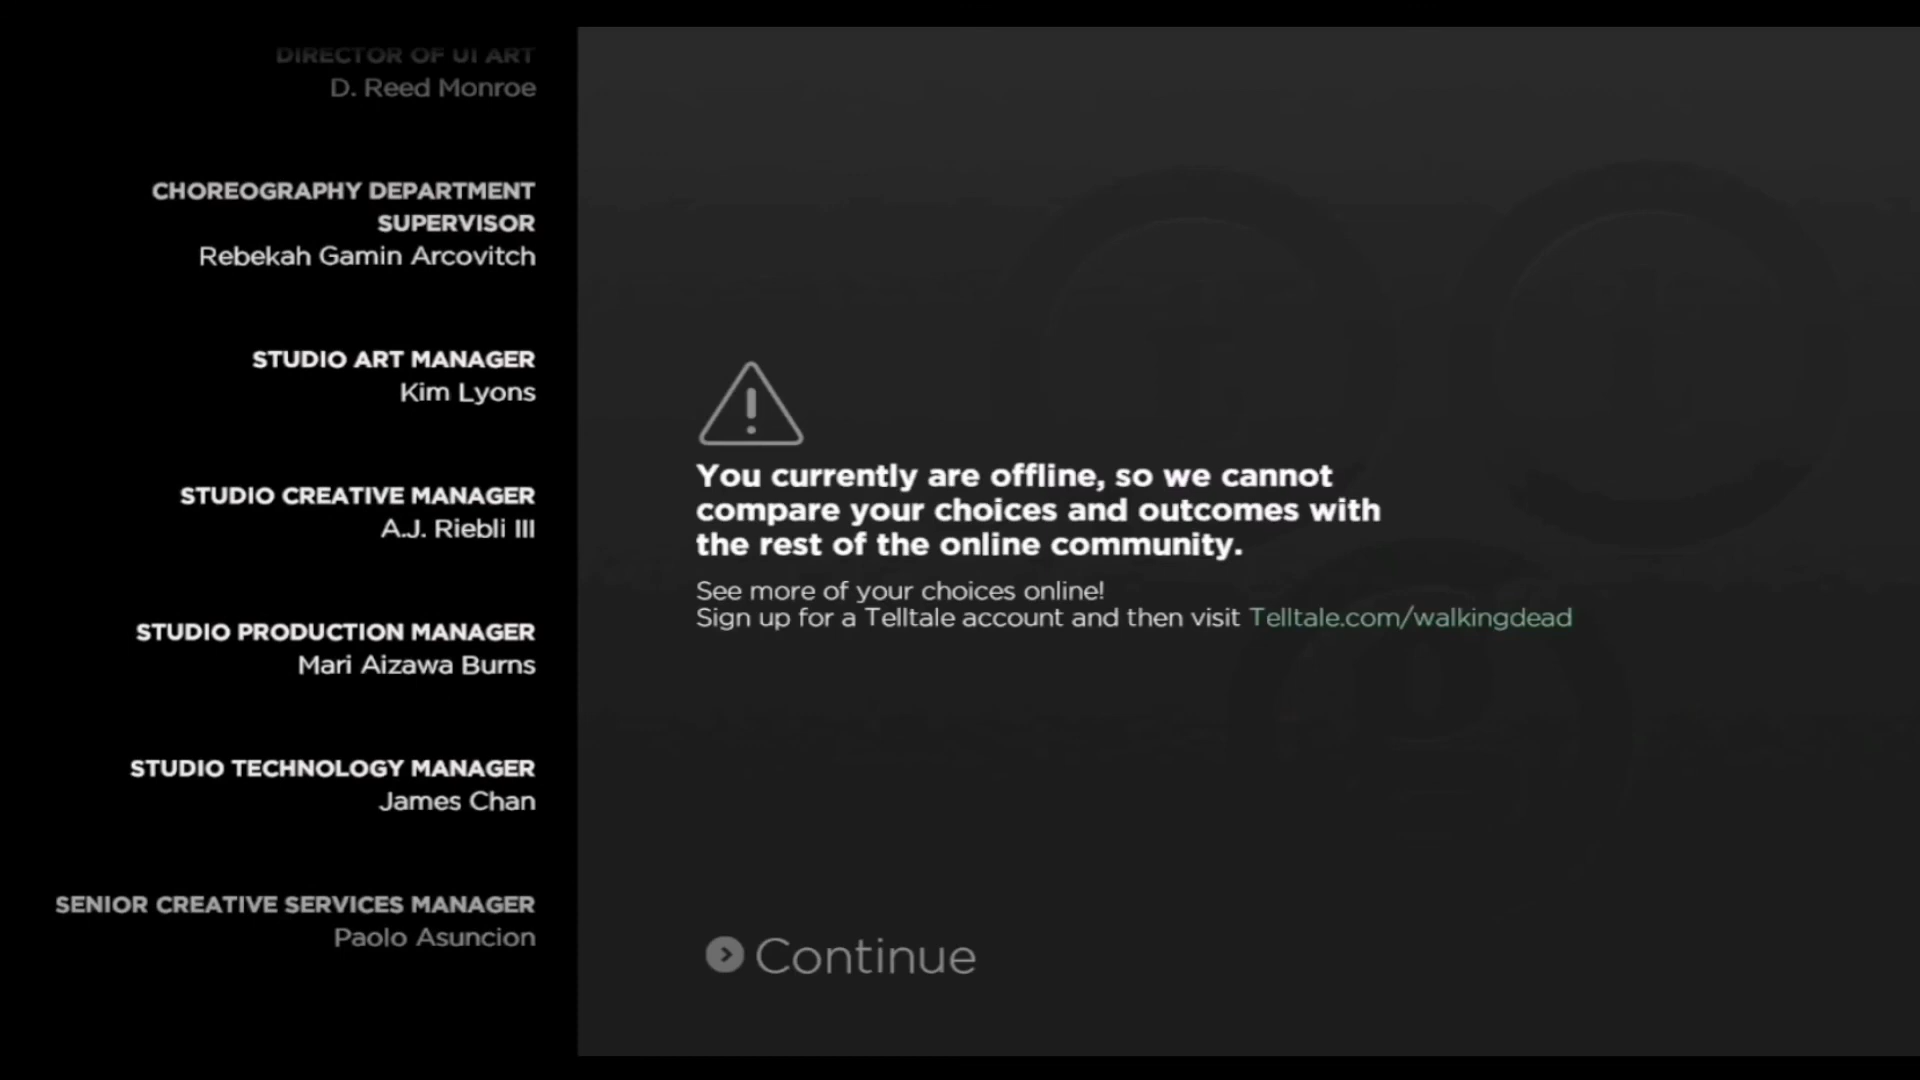 DIRECTOR OF UI ART
D. Reed Monroe
CHOREOGRAPHY DEPARTMENT
SUPERVISOR
Rebekah Gamin Arcovitch
STUDIO ART MANAGER
Kim Lyons
STUDIO CREATIVE MANAGER
A.J. Riebli III
STUDIO PRODUCTION MANAGER
Mari Aizawa Burns
STUDIO TECHNOLOGY MANAGER
James Chan
SENIOR CREATIVE SERVICES MANAGER
Paolo Asuncion
You currently are offline, so we cannot
compare your choices and outcomes with
the rest of the online community.
See more of your choices online!
Sign up for a Telltale account and then visit Telltale.com/walkingdead
Continue